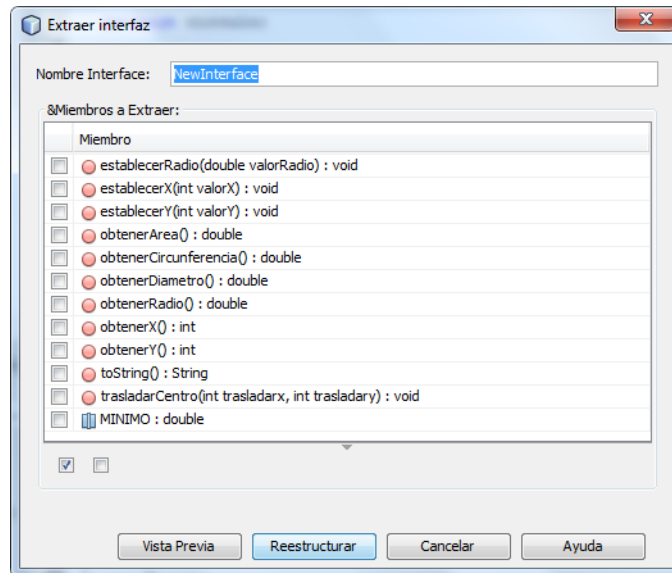 Extraer interfaz
Nombre Interface: NewInterface
&Miembros a Extraer:
Miembro
establecerRadio(double valorRadio) : void
establecerX(int valorX) : void
establecerY(int valorY) : void
obtenerArea() : double
obtenerCircunferencia() : double
obtenerDiametro() : double
obtenerRadio() : double
obtenerX() : int
obtenerY() : int
toString() : String
trasladarCentro(int trasladarx, int trasladary) : void
MINIMO : double
Vista Previa Reestructurar Cancelar Ayuda